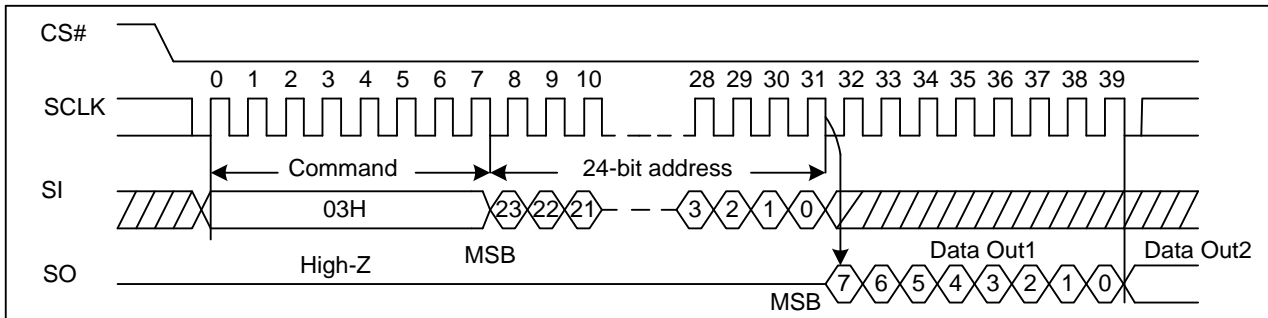 CS#
0 1 2 3 4 5 6 7 8 9 10 28 29 30 31 32 33 34 35 36 37 38 39
SCLK
Command 24-bit address
SI
03H 23 22 21 3 2 1 0
MSB Data Out1 Data Out2
High-Z
SO
7 6 5 4 3 2 1 0
MSB